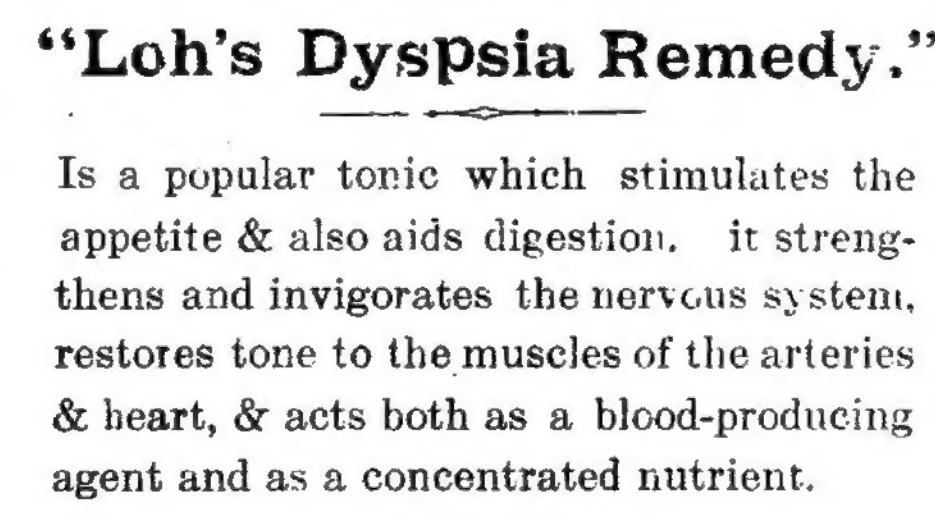 “Loh’s Dyspsia Remedy.”
Is a popular tonic which stimulates the
appetite & also aids digestion. it streng-
thens and invigorates the nervous system,
restores tone to the muscles of the arteries
& heart, & acts both as a blood-producing
agent and as a concentrated nutrient.